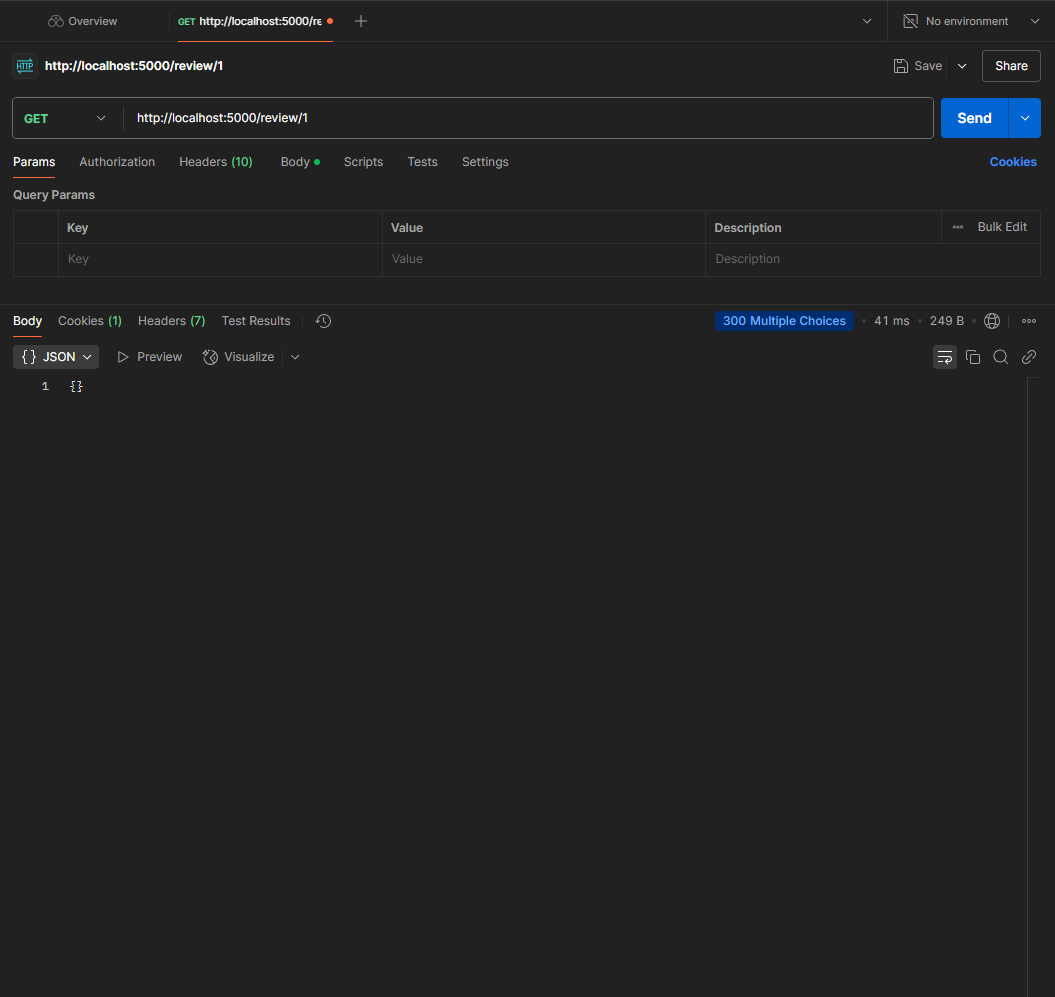 Overview
GET http://localhost:5000/re
No environment
HTTP http://localhost:5000/review/1
Save
Share
GET http://localhost:5000/review/1
Send
Params Authorization Headers (10) Body Scripts Tests Settings Cookies
Query Params
Key Value Description Bulk Edit
Key Value Description
Body Cookies (1) Headers (7) Test Results 300 Multiple Choices 41 ms 249 B
{} JSON Preview Visualize
1 {}